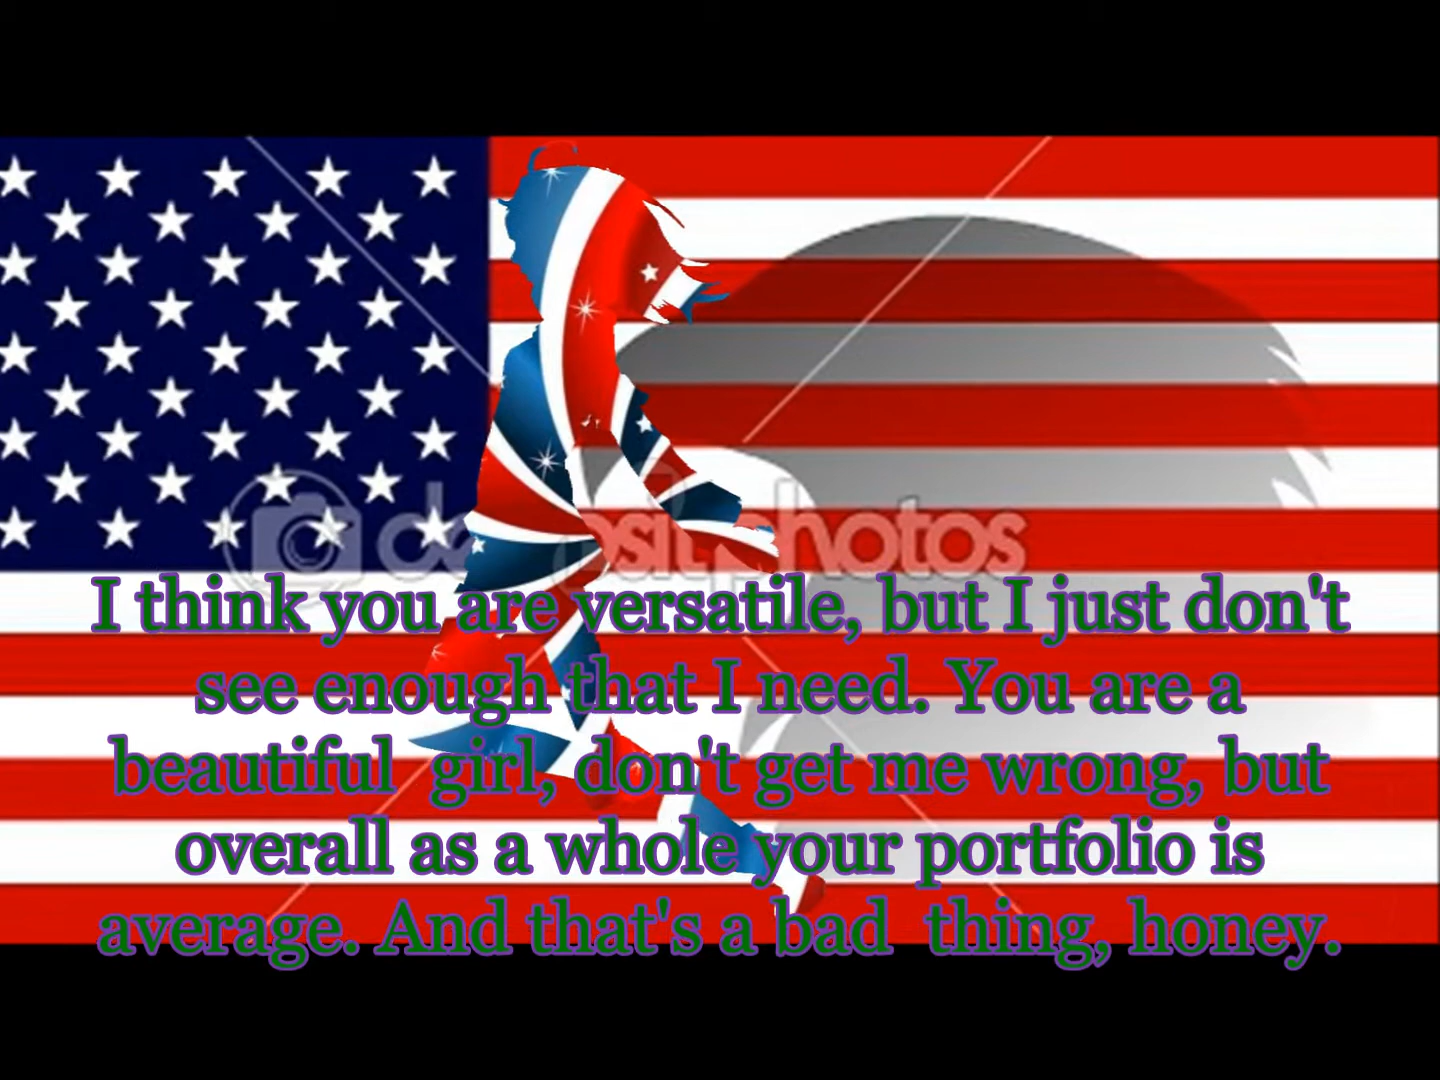 depositphotos
I think you are versatile, but I just don't
see enough that I need. You are a
beautiful  girl, don't get me wrong, but
overall as a whole your portfolio is
average. And that's a bad  thing, honey.